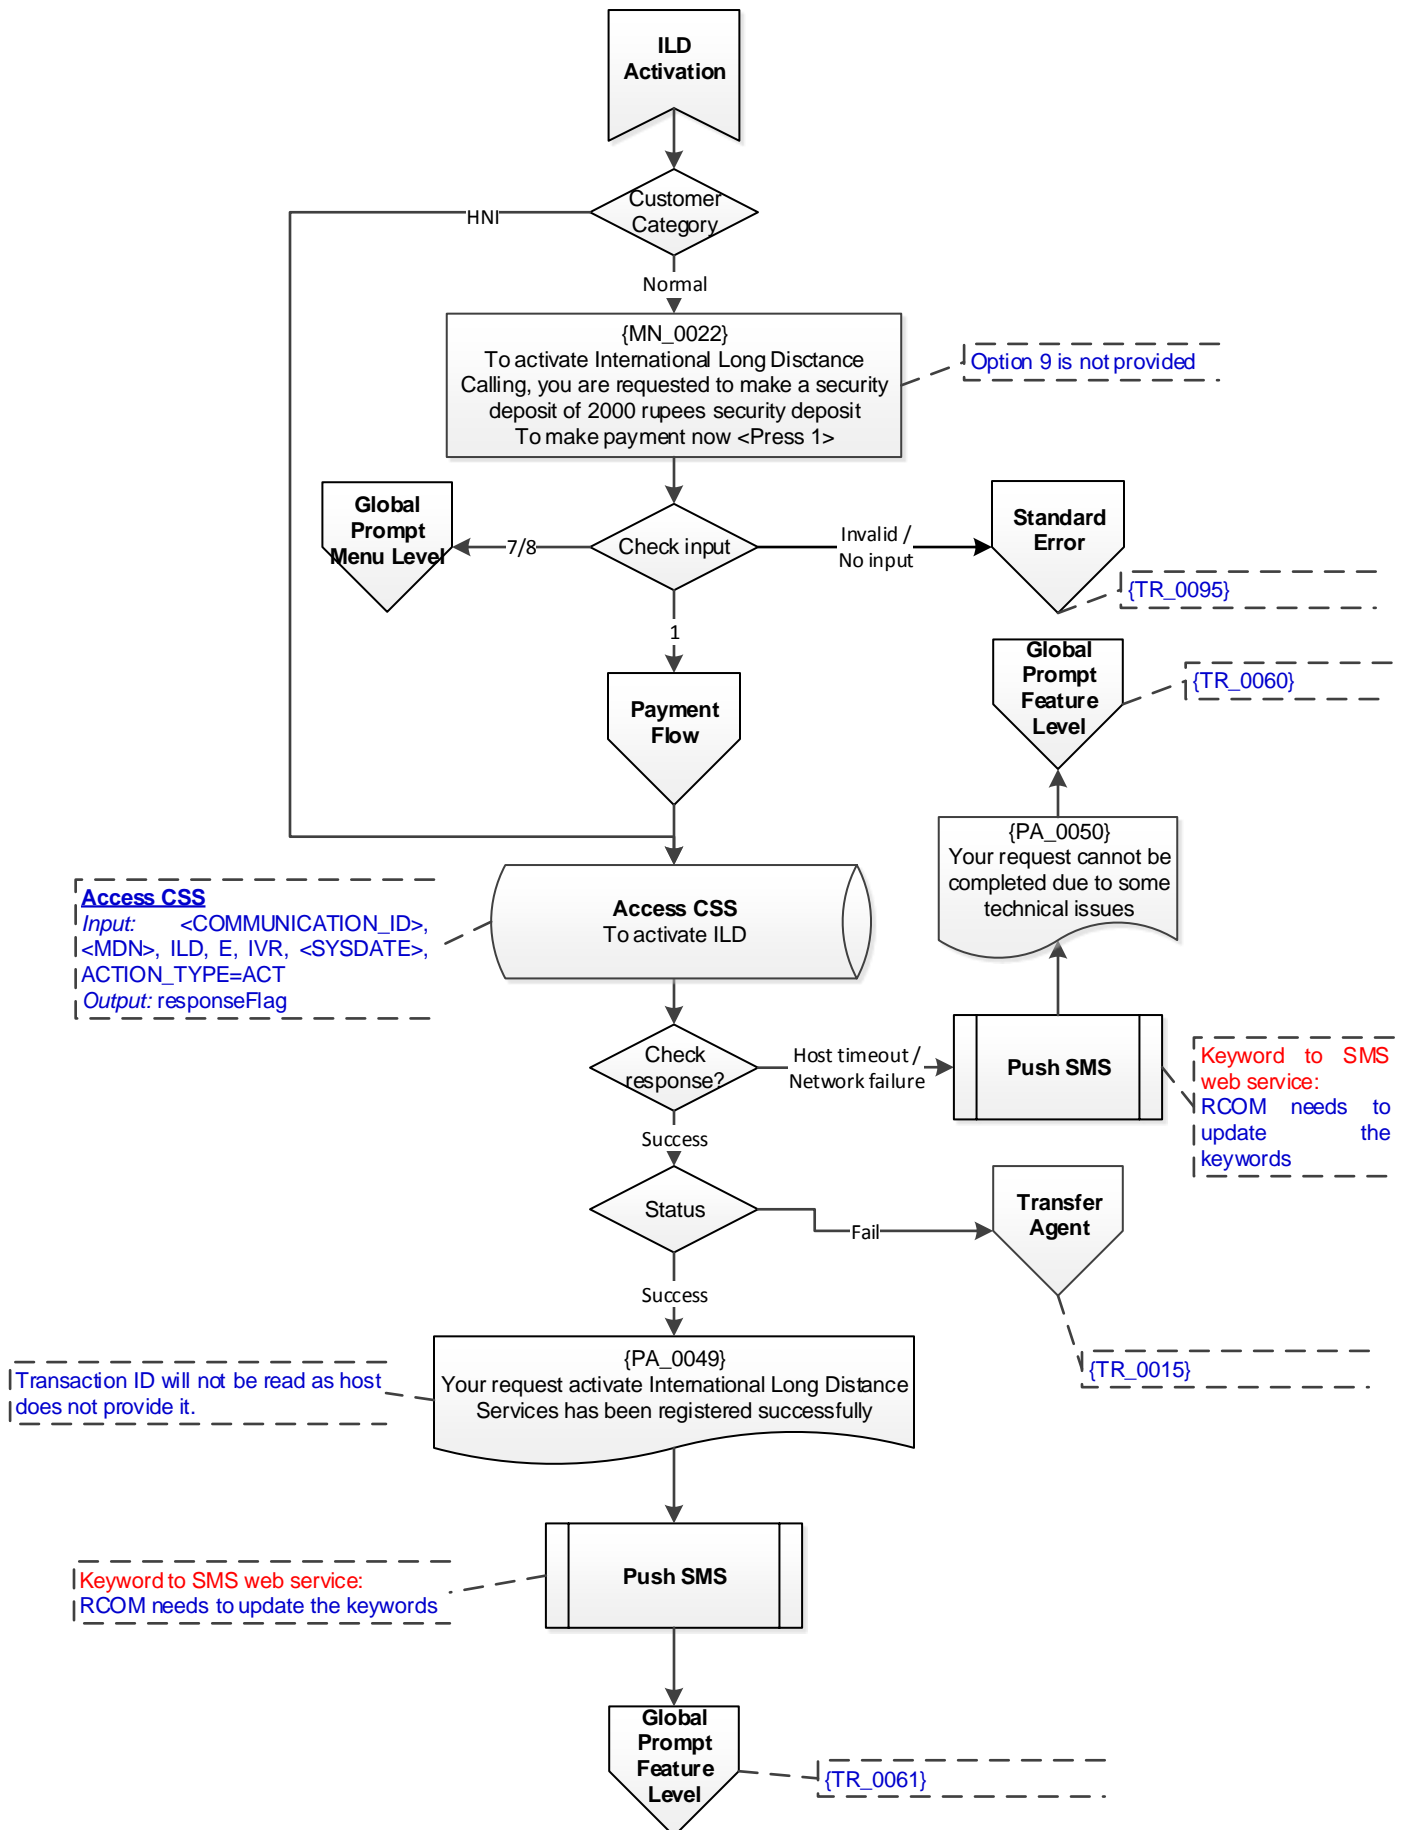 ILD
Activation
Customer
Category
HNI
Normal
{MN_0022}
To activate International Long Disctance
Calling, you are requested to make a security
deposit of 2000 rupees security deposit
To make payment now <Press 1>
Option 9 is not provided
Global
Prompt
Menu Level
7/8
Check input
Invalid /
No input
Standard
Error
{TR_0095}
1
Payment
Flow
Global
Prompt
Feature
Level
{TR_0060}
{PA_0050}
Your request cannot be
completed due to some
technical issues
Access CSS
Input: <COMMUNICATION_ID>,
<MDN>, ILD, E, IVR, <SYSDATE>,
ACTION_TYPE=ACT
Output: responseFlag
Access CSS
To activate ILD
Check
response?
Host timeout /
Network failure
Push SMS
Keyword to SMS
web service:
RCOM needs to
update the
keywords
Success
Status
Fail
Transfer
Agent
{TR_0015}
Success
{PA_0049}
Your request activate International Long Distance
Services has been registered successfully
Transaction ID will not be read as host
does not provide it.
Push SMS
Keyword to SMS web service:
RCOM needs to update the keywords
Global
Prompt
Feature
Level
{TR_0061}